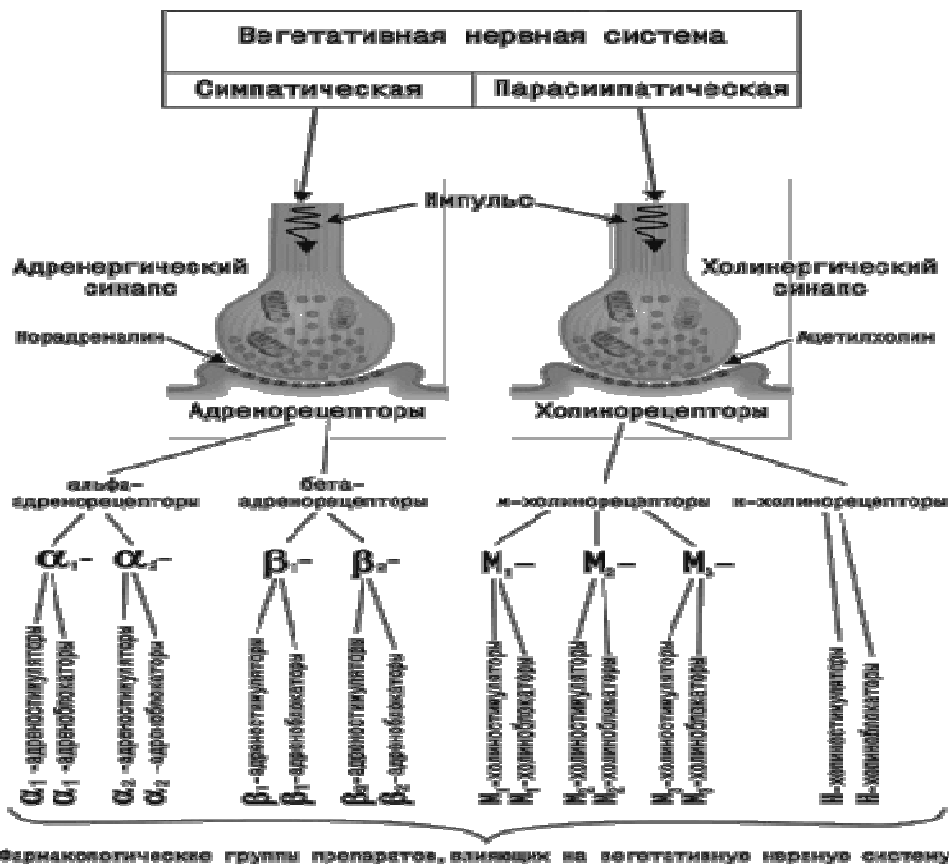 Вегетативная нервная система
Симпатическая
Парасиипатическая
Импульс
Адренергический
синапс
Холинергический
синапс
Норадреналин
Ацетилхолин
Адренорецепторы
Холинорецепторы
альфа-
адренорецепторы
бета-
адренорецепторы
м-холинорецепторы
н-холинорецепторы
α₁-
α₂-
β₁-
β₂-
M₁-
M₂-
M₃-
α₁-адреностимуляторы
α₁-адреноблокаторы
α₂-адреностимуляторы
α₂-адреноблокаторы
β₁-адреностимуляторы
β₁-адреноблокаторы
β₂-адреностимуляторы
β₂-адреноблокаторы
M₁-холиностимуляторы
M₁-холиноблокаторы
M₂-холиностимуляторы
M₂-холиноблокаторы
M₃-холиностимуляторы
M₃-холиноблокаторы
Н-холиностимуляторы
Н-холиноблокаторы
Фармакологические группы препаратов, влияющих на вегетативную нервную систему